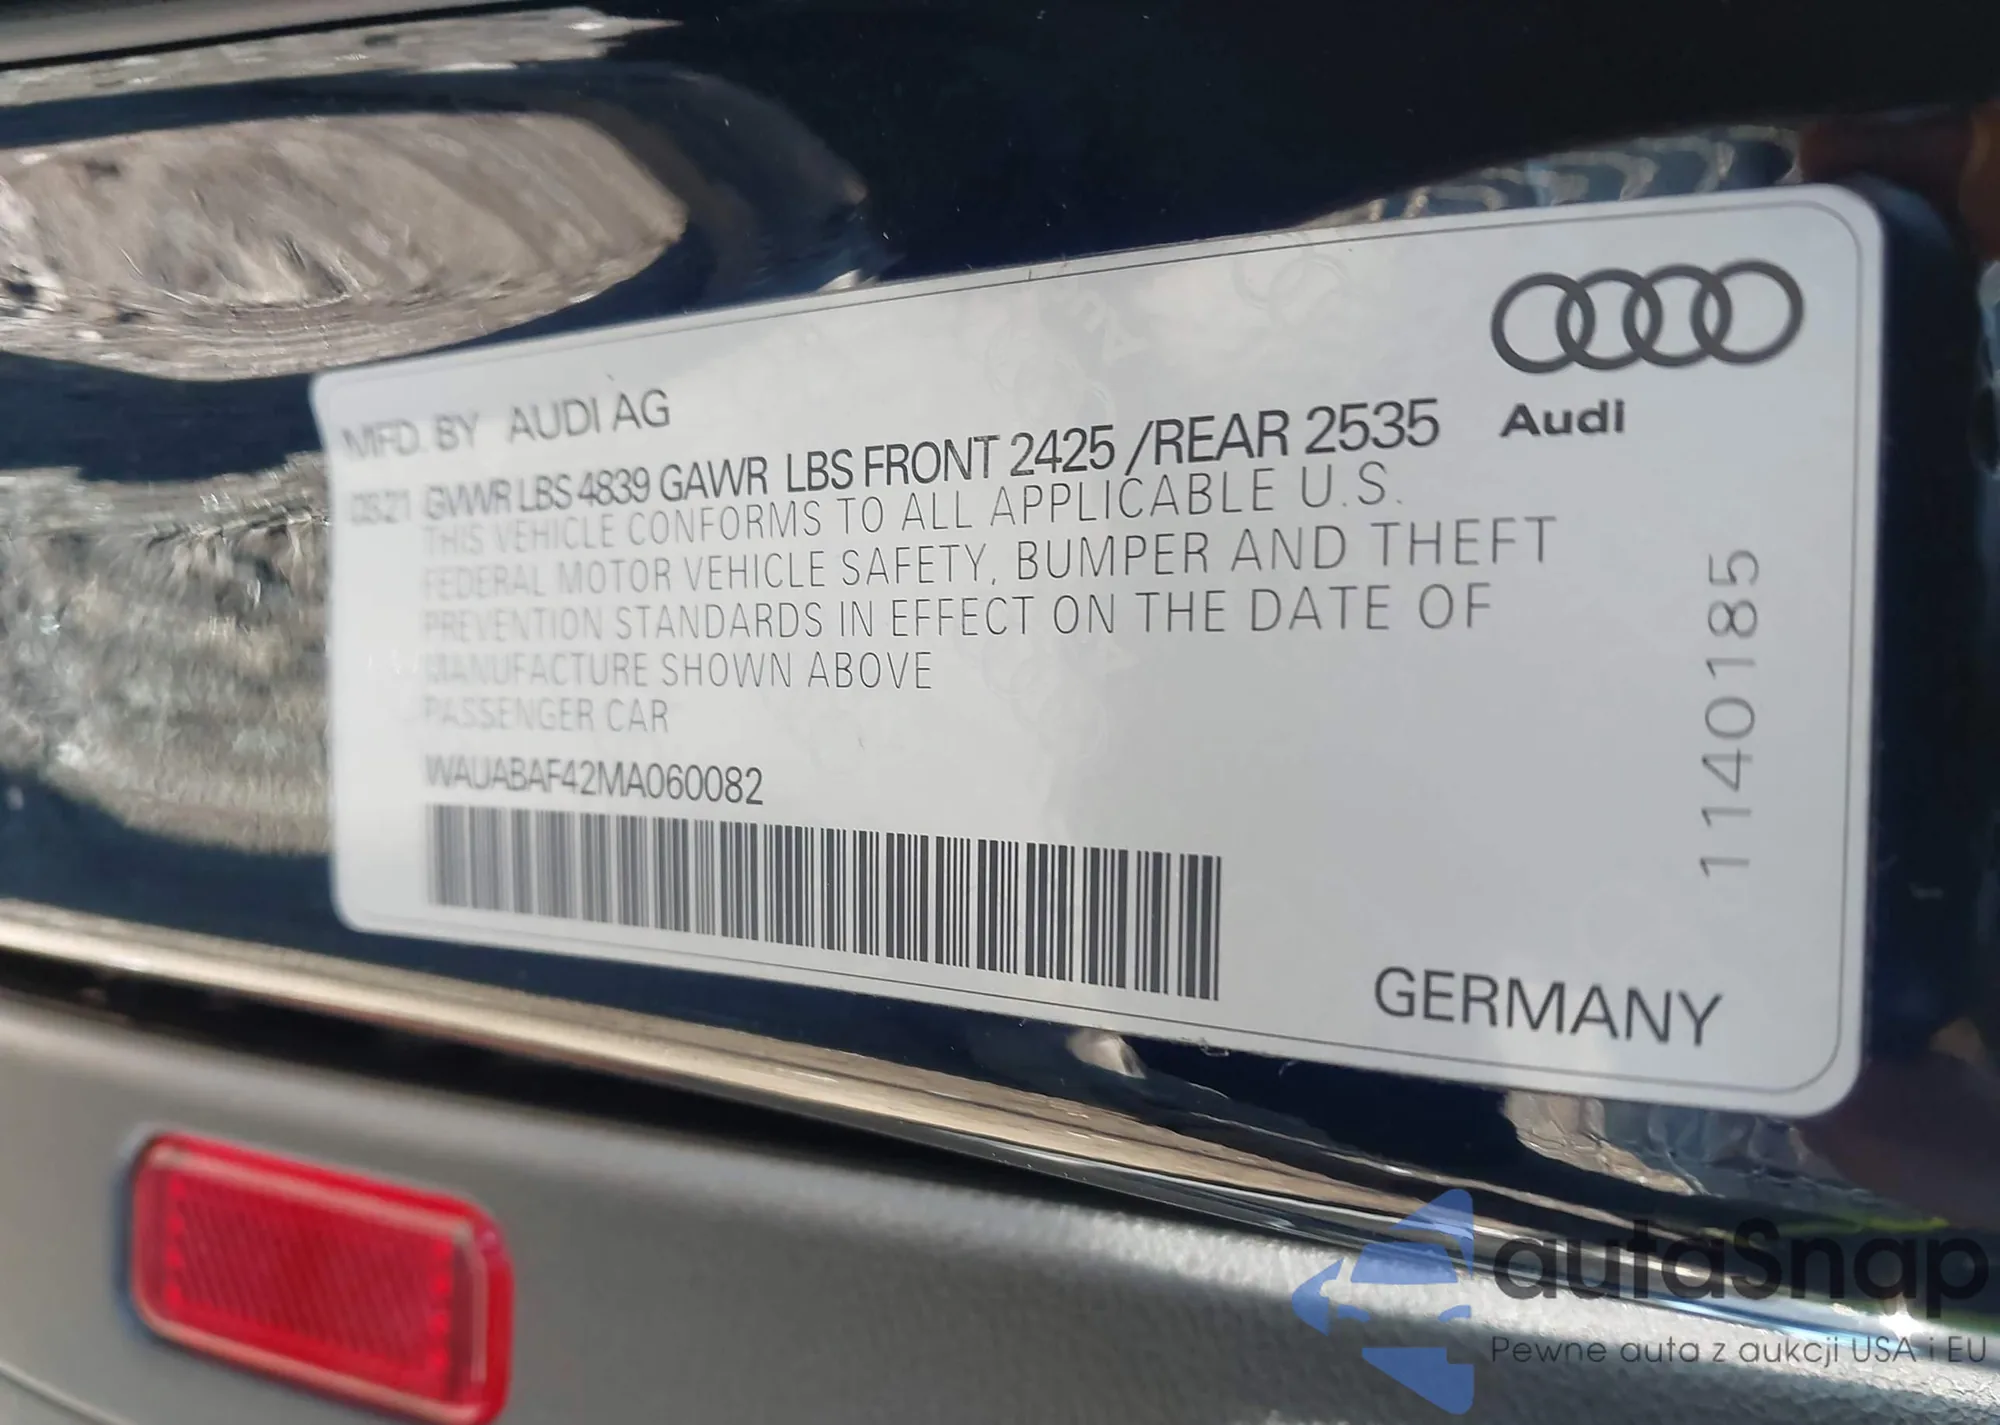 MFD. BY AUDI AG
03.21 GVWR LBS 4839 GAWR LBS FRONT 2425 /REAR 2535
THIS VEHICLE CONFORMS TO ALL APPLICABLE U.S.
FEDERAL MOTOR VEHICLE SAFETY, BUMPER AND THEFT
PREVENTION STANDARDS IN EFFECT ON THE DATE OF
MANUFACTURE SHOWN ABOVE
PASSENGER CAR
WAUABAF42MA060082
Audi
1140185
GERMANY
autaSnap
Pewne auta z aukcji USA i EU